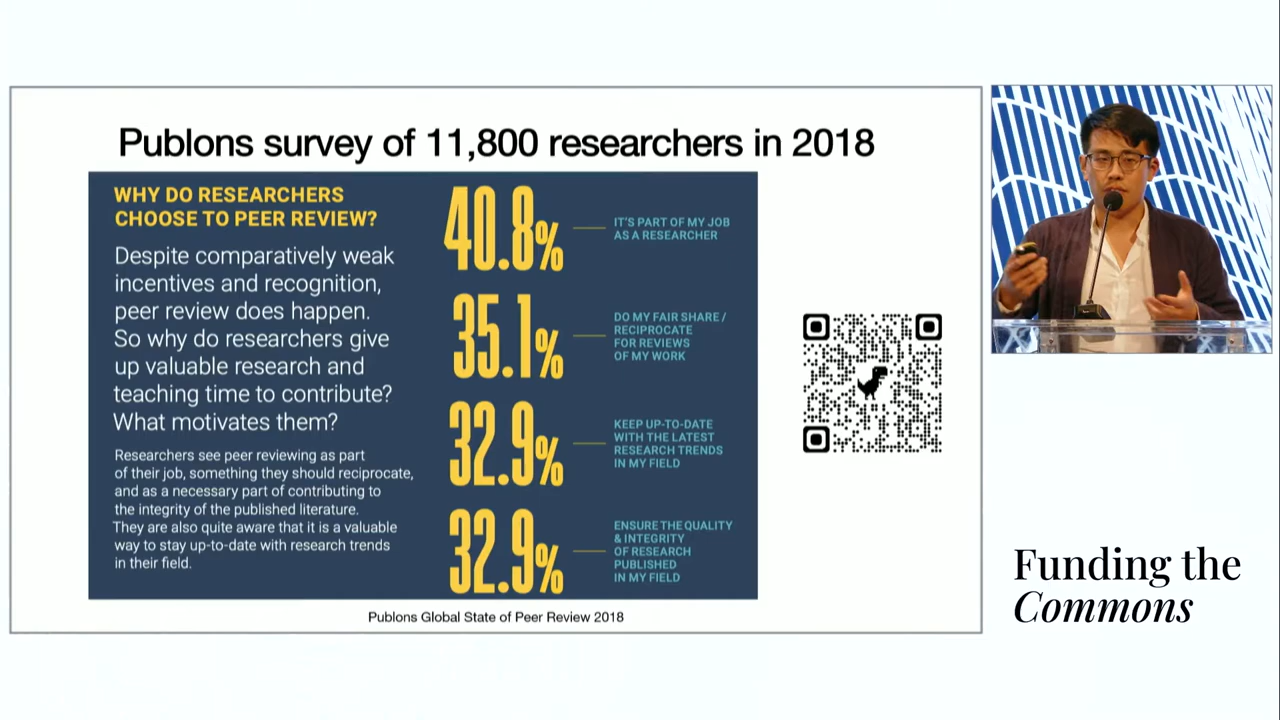 Publons survey of 11,800 researchers in 2018
WHY DO RESEARCHERS
CHOOSE TO PEER REVIEW?
Despite comparatively weak
incentives and recognition,
peer review does happen.
So why do researchers give
up valuable research and
teaching time to contribute?
What motivates them?
Researchers see peer reviewing as part
of their job, something they should reciprocate,
and as a necessary part of contributing to
the integrity of the published literature.
They are also quite aware that it is a valuable
way to stay up-to-date with research trends
in their field.
40.8%
IT'S PART OF MY JOB
AS A RESEARCHER
35.1%
DO MY FAIR SHARE /
RECIPROCATE
FOR REVIEWS
OF MY WORK
32.9%
KEEP UP-TO-DATE
WITH THE LATEST
RESEARCH TRENDS
IN MY FIELD
32.9%
ENSURE THE QUALITY
& INTEGRITY
OF RESEARCH
PUBLISHED
IN MY FIELD
Publons Global State of Peer Review 2018
Funding the
Commons